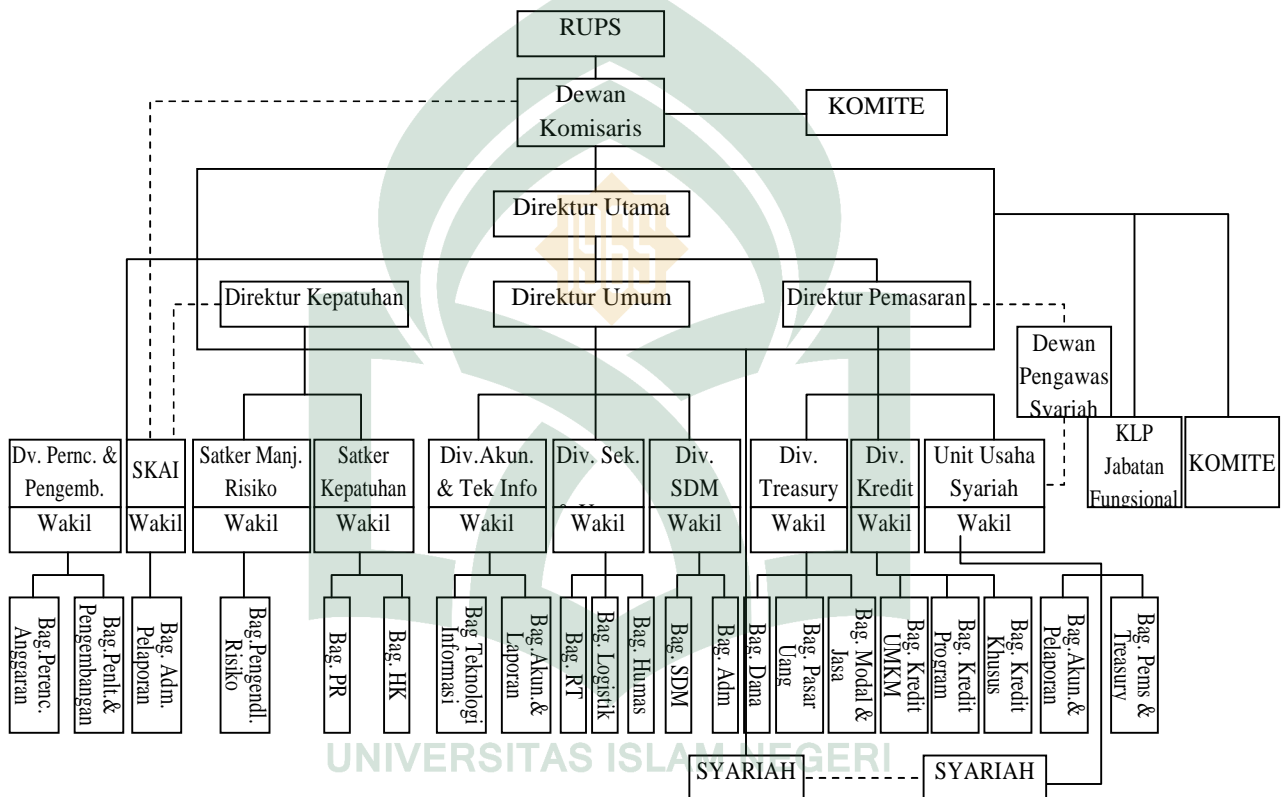 RUPS
Dewan
Komisaris
KOMITE
Direktur Utama
Direktur Kepatuhan
Direktur Umum
Direktur Pemasaran
Dewan
Pengawas
Syariah
Dv. Pernc. &
Pengemb.
Wakil
SKAI
Wakil
Satker Manj.
Risiko
Wakil
Satker
Kepatuhan
Wakil
Div.Akun.
& Tek Info
Wakil
Div. Sek.
Wakil
Div.
SDM
Wakil
Div.
Treasury
Wakil
Div.
Kredit
Wakil
Unit Usaha
Syariah
Wakil
KLP
Jabatan
Fungsional
KOMITE
Bag.Perenc.
Anggaran
Bag.Penlt.&
Pengembangan
Bag. Adm.
Pelaporan
Bag.Pengendl.
Risiko
Bag. PR
Bag. HK
Bag Teknologi
Informasi
Bag.Akun.&
Laporan
Bag. RT
Bag. Logistik
Bag. Humas
Bag. SDM
Bag. Adm
Bag. Dana
Bag. Pasar
Uang
Bag. Modal &
Jasa
Bag. Kredit
UMKM
Bag. Kredit
Program
Bag. Kredit
Khusus
Bag.Akun.&
Pelaporan
Bag. Pems &
Treasury
UNIVERSITAS ISLAM NEGERI
SYARIAH
SYARIAH